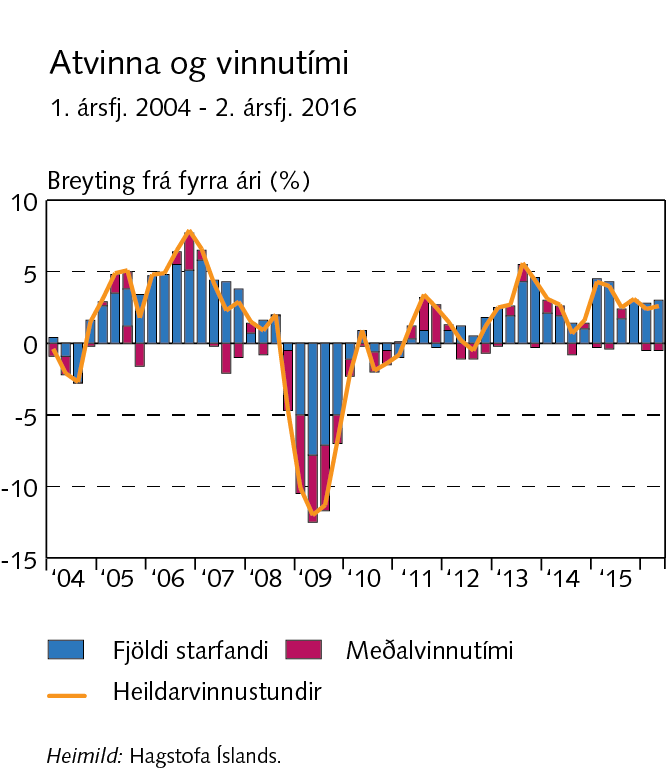 Atvinna og vinnutími
1. ársfj. 2004 - 2. ársfj. 2016
Breyting frá fyrra ári (%)
10
5
0
-5
-10
-15
‘04 ‘05 ‘06 ‘07 ‘08 ‘09 ‘10 ‘11 ‘12 ‘13 ‘14 ‘15
Fjöldi starfandi Meðalvinnutími
Heildarvinnustundir
Heimild: Hagstofa Íslands.